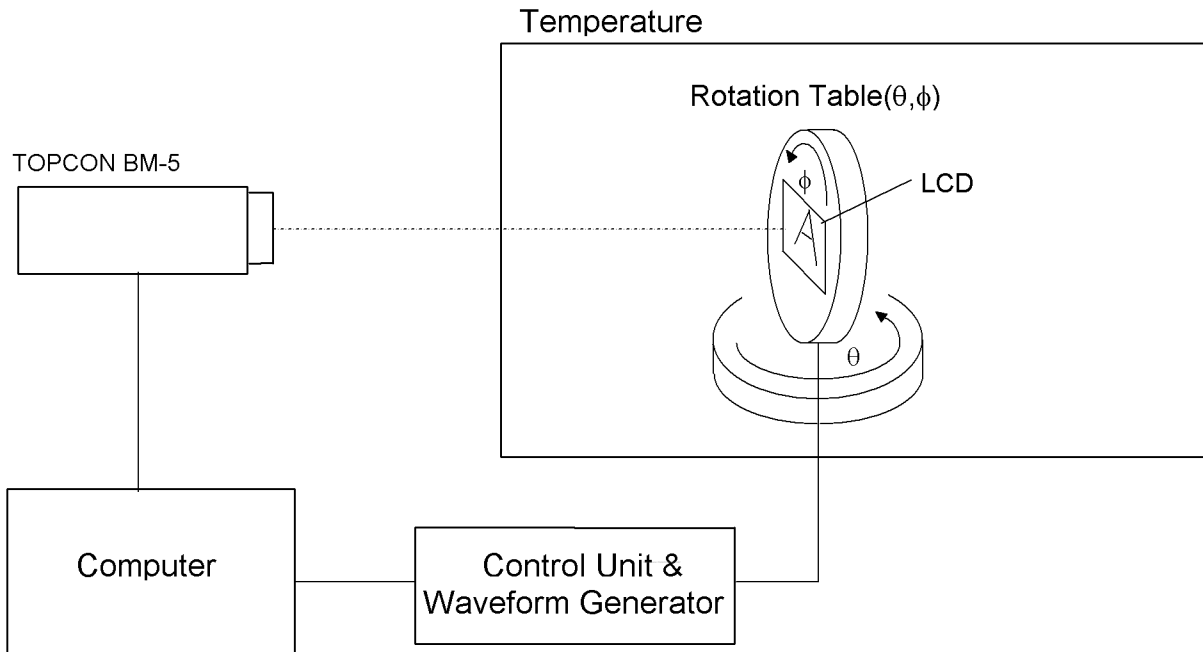 Temperature
Rotation Table(θ,ϕ)
TOPCON BM-5
ϕ
LCD
A
θ
Computer
Control Unit &
Waveform Generator